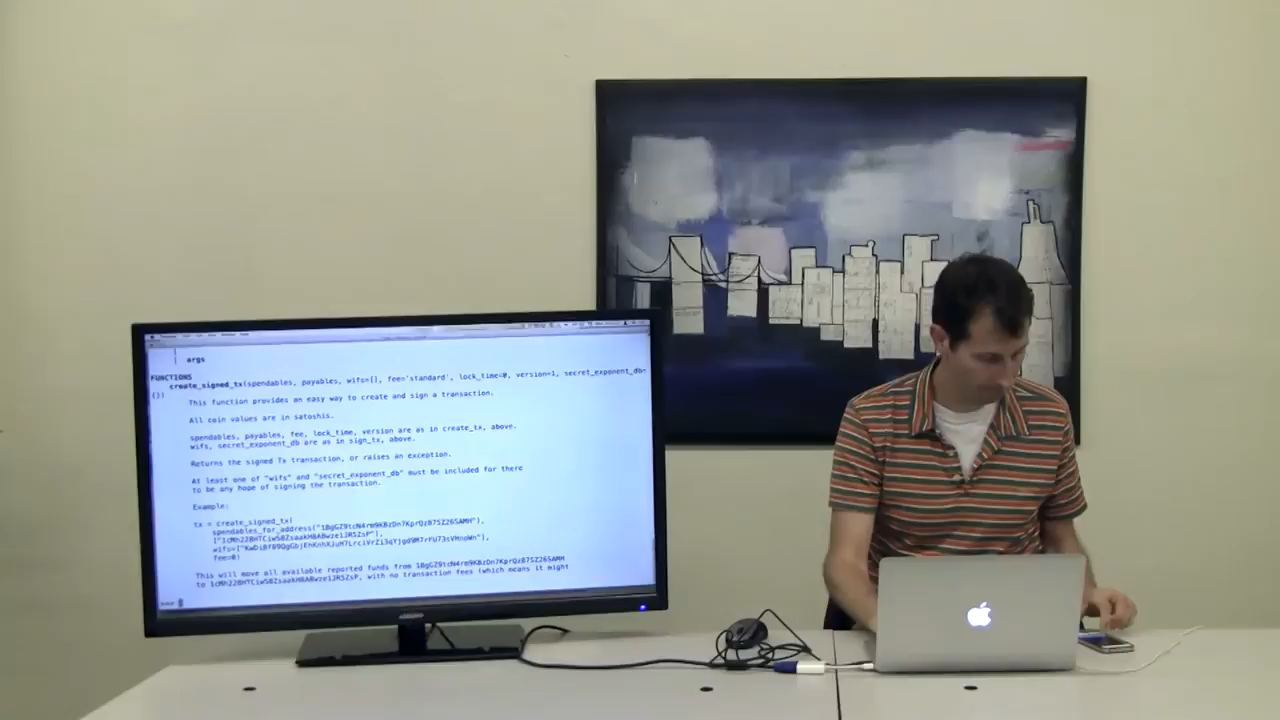 args
FUNCTIONS
create_signed_tx(spendables, payables, wifs=[], fee='standard', lock_time=0, version=1, secret_exponent_db=
{})
This function provides an easy way to create and sign a transaction.
All coin values are in satoshis.
spendables, payables, fee, lock_time, version are as in create_tx, above.
wifs, secret_exponent_db are as in sign_tx, above.
Returns the signed Tx transaction, or raises an exception.
At least one of "wifs" and "secret_exponent_db" must be included for there
to be any hope of signing the transaction.
Example:
tx = create_signed_tx(
spendables_for_address("1BgGZ9tcN4rm9KBzDn7KprQz87SZ26SAMH"),
["1cMh228HTCiwS8ZsaakH8A8wze1JR5ZsP"],
fee=0)
This will move all available reported funds from 1BgGZ9tcN4rm9KBzDn7KprQz87SZ26SAMH
to 1cMh228HTCiwS8ZsaakH8A8wze1JR5ZsP, with no transaction fees (which means it might